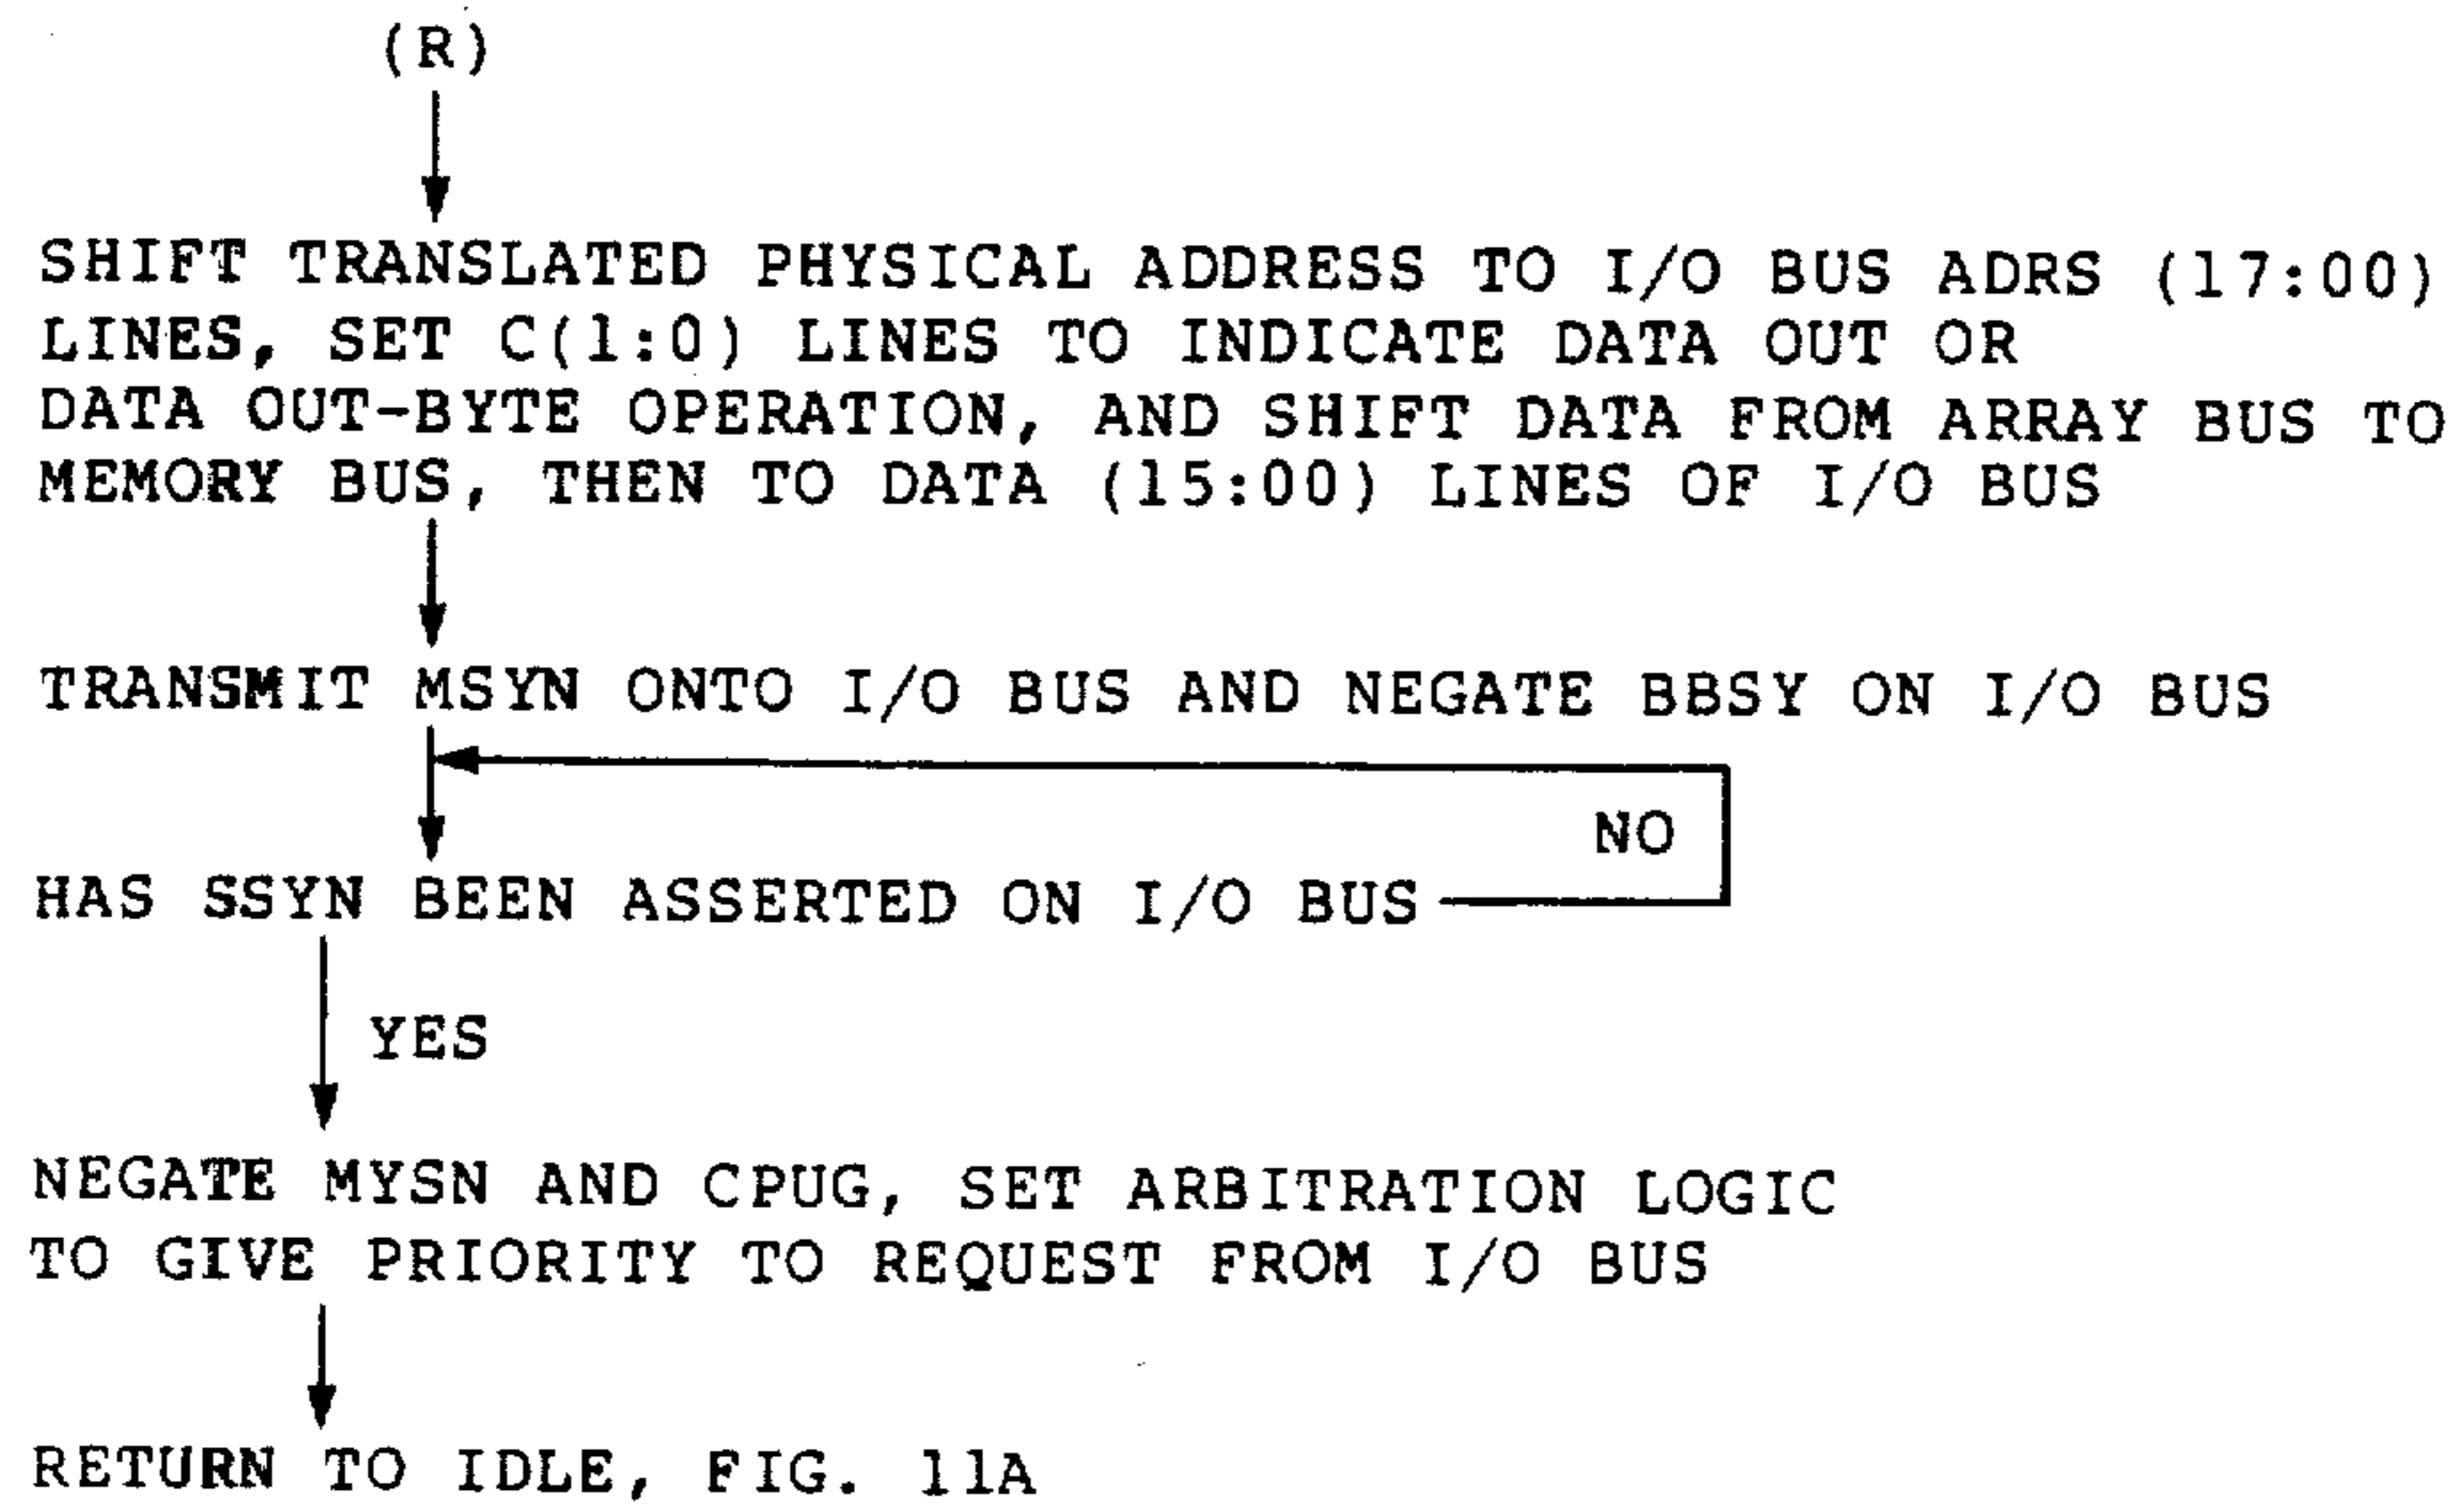 (R)
SHIFT TRANSLATED PHYSICAL ADDRESS TO I/O BUS ADRS (17:00)
LINES, SET C(1:0) LINES TO INDICATE DATA OUT OR
DATA OUT-BYTE OPERATION, AND SHIFT DATA FROM ARRAY BUS TO
MEMORY BUS, THEN TO DATA (15:00) LINES OF I/O BUS
TRANSMIT MSYN ONTO I/O BUS AND NEGATE BBSY ON I/O BUS
NO
HAS SSYN BEEN ASSERTED ON I/O BUS
YES
NEGATE MYSN AND CPUG, SET ARBITRATION LOGIC
TO GIVE PRIORITY TO REQUEST FROM I/O BUS
RETURN TO IDLE, FIG. 11A